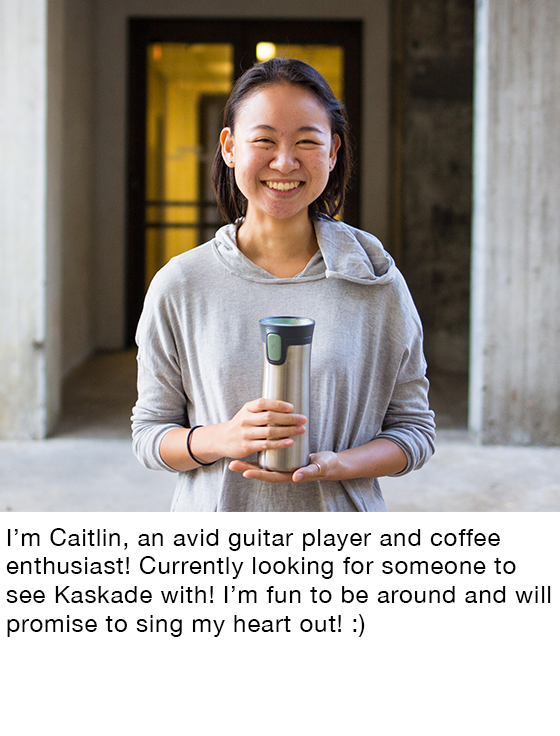 I’m Caitlin, an avid guitar player and coffee
enthusiast! Currently looking for someone to
see Kaskade with! I’m fun to be around and will
promise to sing my heart out! :)